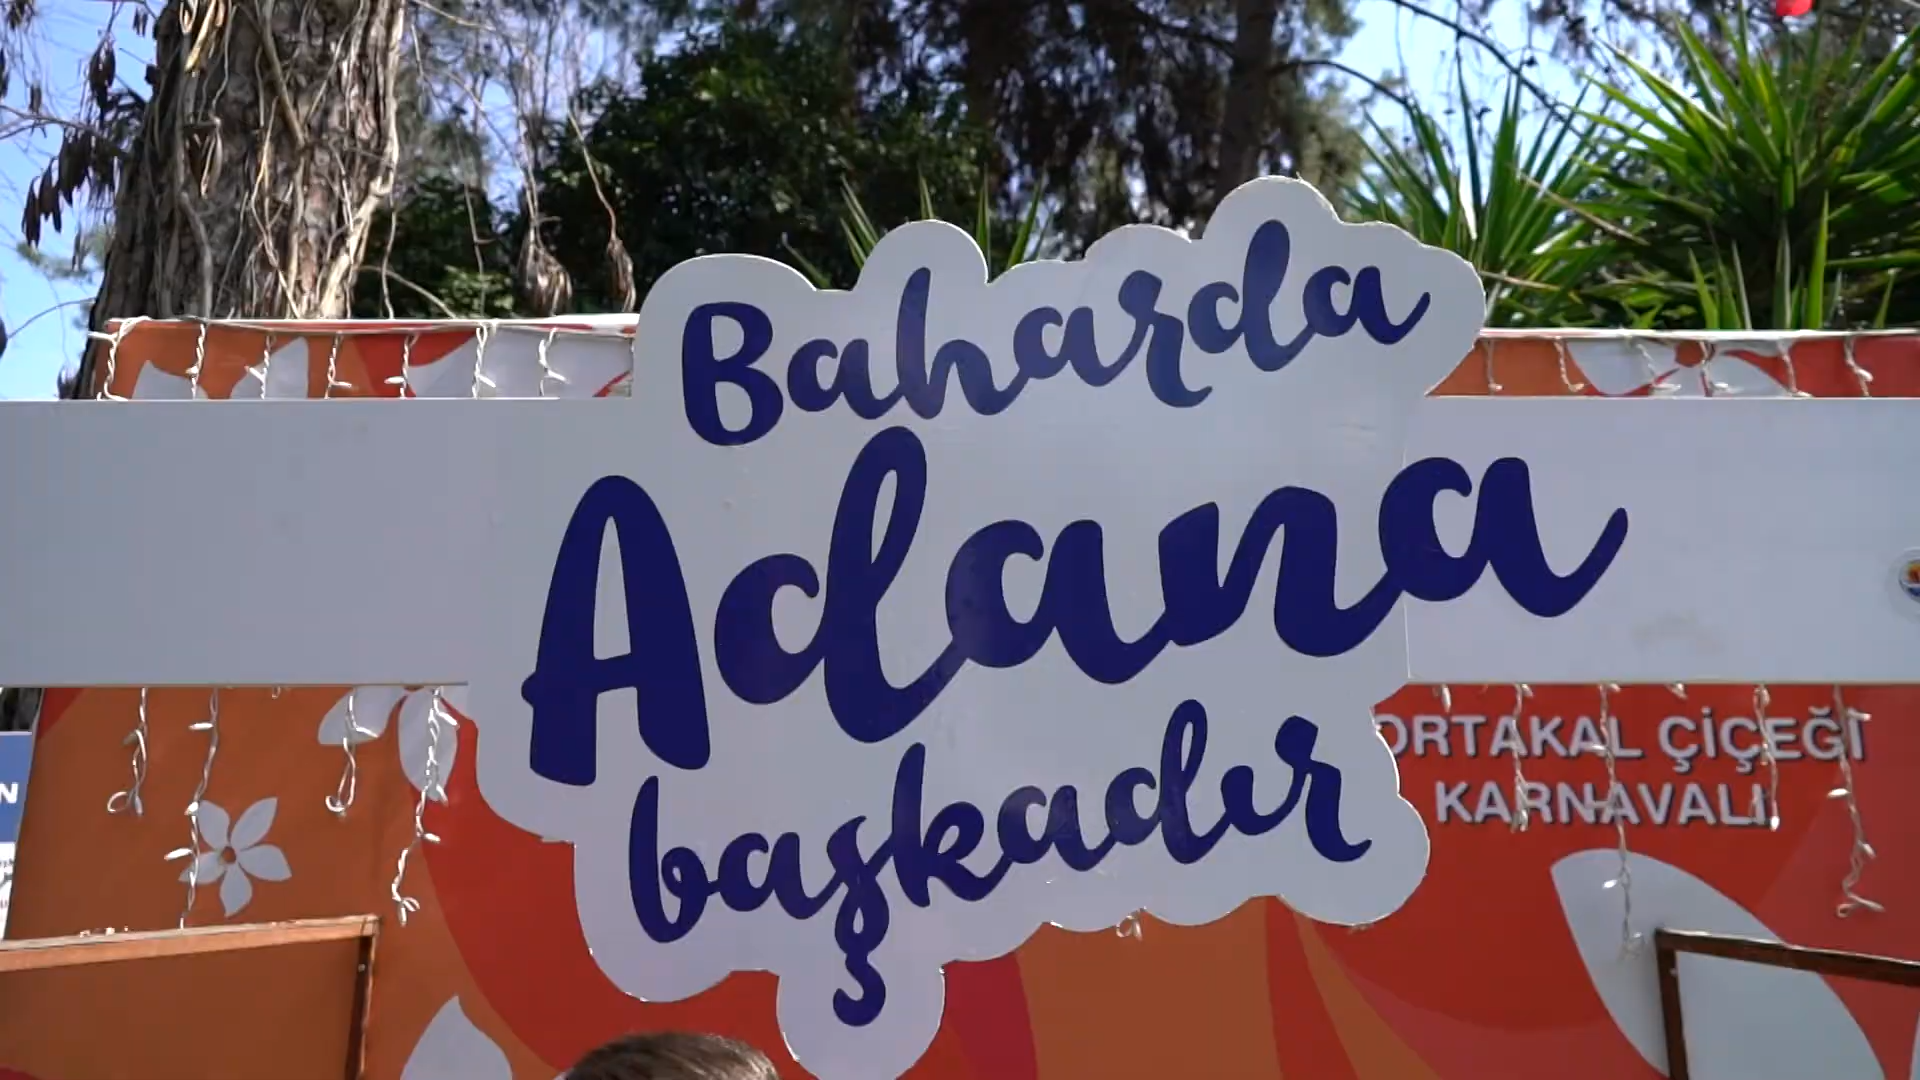 Baharda
Adana
başkadır
ORTAKAL ÇİÇEĞİ
KARNAVALI
N